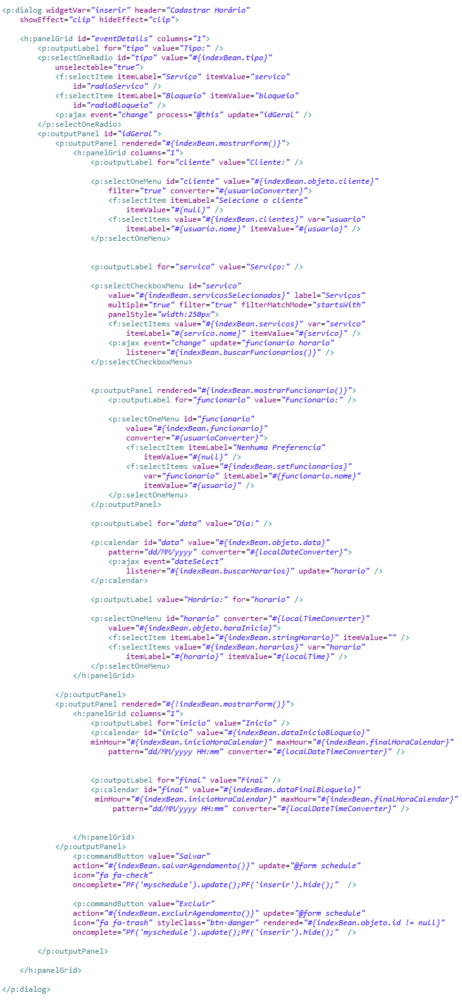 <p:dialog widgetVar="inserir" header="Cadastrar Horário"
showEffect="clip" hideEffect="clip">
<h:panelGrid id="eventDetails" columns="1">
<p:outputLabel for="tipo" value="Tipo:" />
<p:selectOneRadio id="tipo" value="#{indexBean.tipo}"
unselectable="true">
<f:selectItem itemLabel="Serviço" itemValue="servico"
id="radioServico" />
<f:selectItem itemLabel="Bloqueio" itemValue="bloqueio"
id="radioBloqueio" />
<p:ajax event="change" process="@this" update="idGeral" />
</p:selectOneRadio>
<p:outputPanel id="idGeral">
<p:outputPanel rendered="#{indexBean.mostrarForm()}">
<h:panelGrid columns="1">
<p:outputLabel for="cliente" value="Cliente:" />
<p:selectOneMenu id="cliente" value="#{indexBean.objeto.cliente}"
filter="true" converter="#{usuarioConverter}">
<f:selectItem itemLabel="Selecione o cliente"
itemValue="#{null}" />
<f:selectItems value="#{indexBean.clientes}" var="usuario"
itemLabel="#{usuario.nome}" itemValue="#{usuario}" />
</p:selectOneMenu>
<p:outputLabel for="servico" value="Serviço:" />
<p:selectCheckboxMenu id="servico"
value="#{indexBean.servicosSelecionados}" label="Serviços"
multiple="true" filter="true" filterMatchMode="startsWith"
panelStyle="width:250px">
<f:selectItems value="#{indexBean.servicos}" var="servico"
itemLabel="#{servico.nome}" itemValue="#{servico}" />
<p:ajax event="change" update="funcionario horario"
listener="#{indexBean.buscarFuncionarios()}" />
</p:selectCheckboxMenu>
<p:outputPanel rendered="#{indexBean.mostrarFuncionario()}">
<p:outputLabel for="funcionario" value="Funcionario:" />
<p:selectOneMenu id="funcionario"
value="#{indexBean.funcionario}"
converter="#{usuarioConverter}">
<f:selectItem itemLabel="Nenhuma Preferencia"
itemValue="#{null}" />
<f:selectItems value="#{indexBean.setFuncionarios}"
var="funcionario" itemLabel="#{funcionario.nome}"
itemValue="#{usuario}" />
</p:selectOneMenu>
</p:outputPanel>
<p:outputLabel for="data" value="Dia:" />
<p:calendar id="data" value="#{indexBean.objeto.data}"
pattern="dd/MM/yyyy" converter="#{localDateConverter}">
<p:ajax event="dateSelect"
listener="#{indexBean.buscarHorarios}" update="horario" />
</p:calendar>
<p:outputLabel value="Horário:" for="horario" />
<p:selectOneMenu id="horario" converter="#{localTimeConverter}"
value="#{indexBean.objeto.horaInicio}">
<f:selectItem itemLabel="#{indexBean.stringHorario}" itemValue="" />
<f:selectItems value="#{indexBean.horarios}" var="horario"
itemLabel="#{horario}" itemValue="#{localTime}" />
</p:selectOneMenu>
</h:panelGrid>
</p:outputPanel>
<p:outputPanel rendered="#{!indexBean.mostrarForm()}">
<h:panelGrid columns="1">
<p:outputLabel for="inicio" value="Inicio" />
<p:calendar id="inicio" value="#{indexBean.dataInicioBloqueio}"
minHour="#{indexBean.inicioHoraCalendar}" maxHour="#{indexBean.finalHoraCalendar}"
pattern="dd/MM/yyyy HH:mm" converter="#{localDateTimeConverter}" />
<p:outputLabel for="final" value="Final" />
<p:calendar id="final" value="#{indexBean.dataFinalBloqueio}"
minHour="#{indexBean.inicioHoraCalendar}" maxHour="#{indexBean.finalHoraCalendar}"
pattern="dd/MM/yyyy HH:mm" converter="#{localDateTimeConverter}" />
</h:panelGrid>
</p:outputPanel>
<p:commandButton value="Salvar"
action="#{indexBean.salvarAgendamento()}" update="@form schedule"
icon="fa fa-check"
oncomplete="PF('myschedule').update();PF('inserir').hide();" />
<p:commandButton value="Excluir"
action="#{indexBean.excluirAgendamento()}" update="@form schedule"
icon="fa fa-trash" styleClass="btn-danger" rendered="#{indexBean.objeto.id != null}"
oncomplete="PF('myschedule').update();PF('inserir').hide();" />
</p:outputPanel>
</h:panelGrid>
</p:dialog>